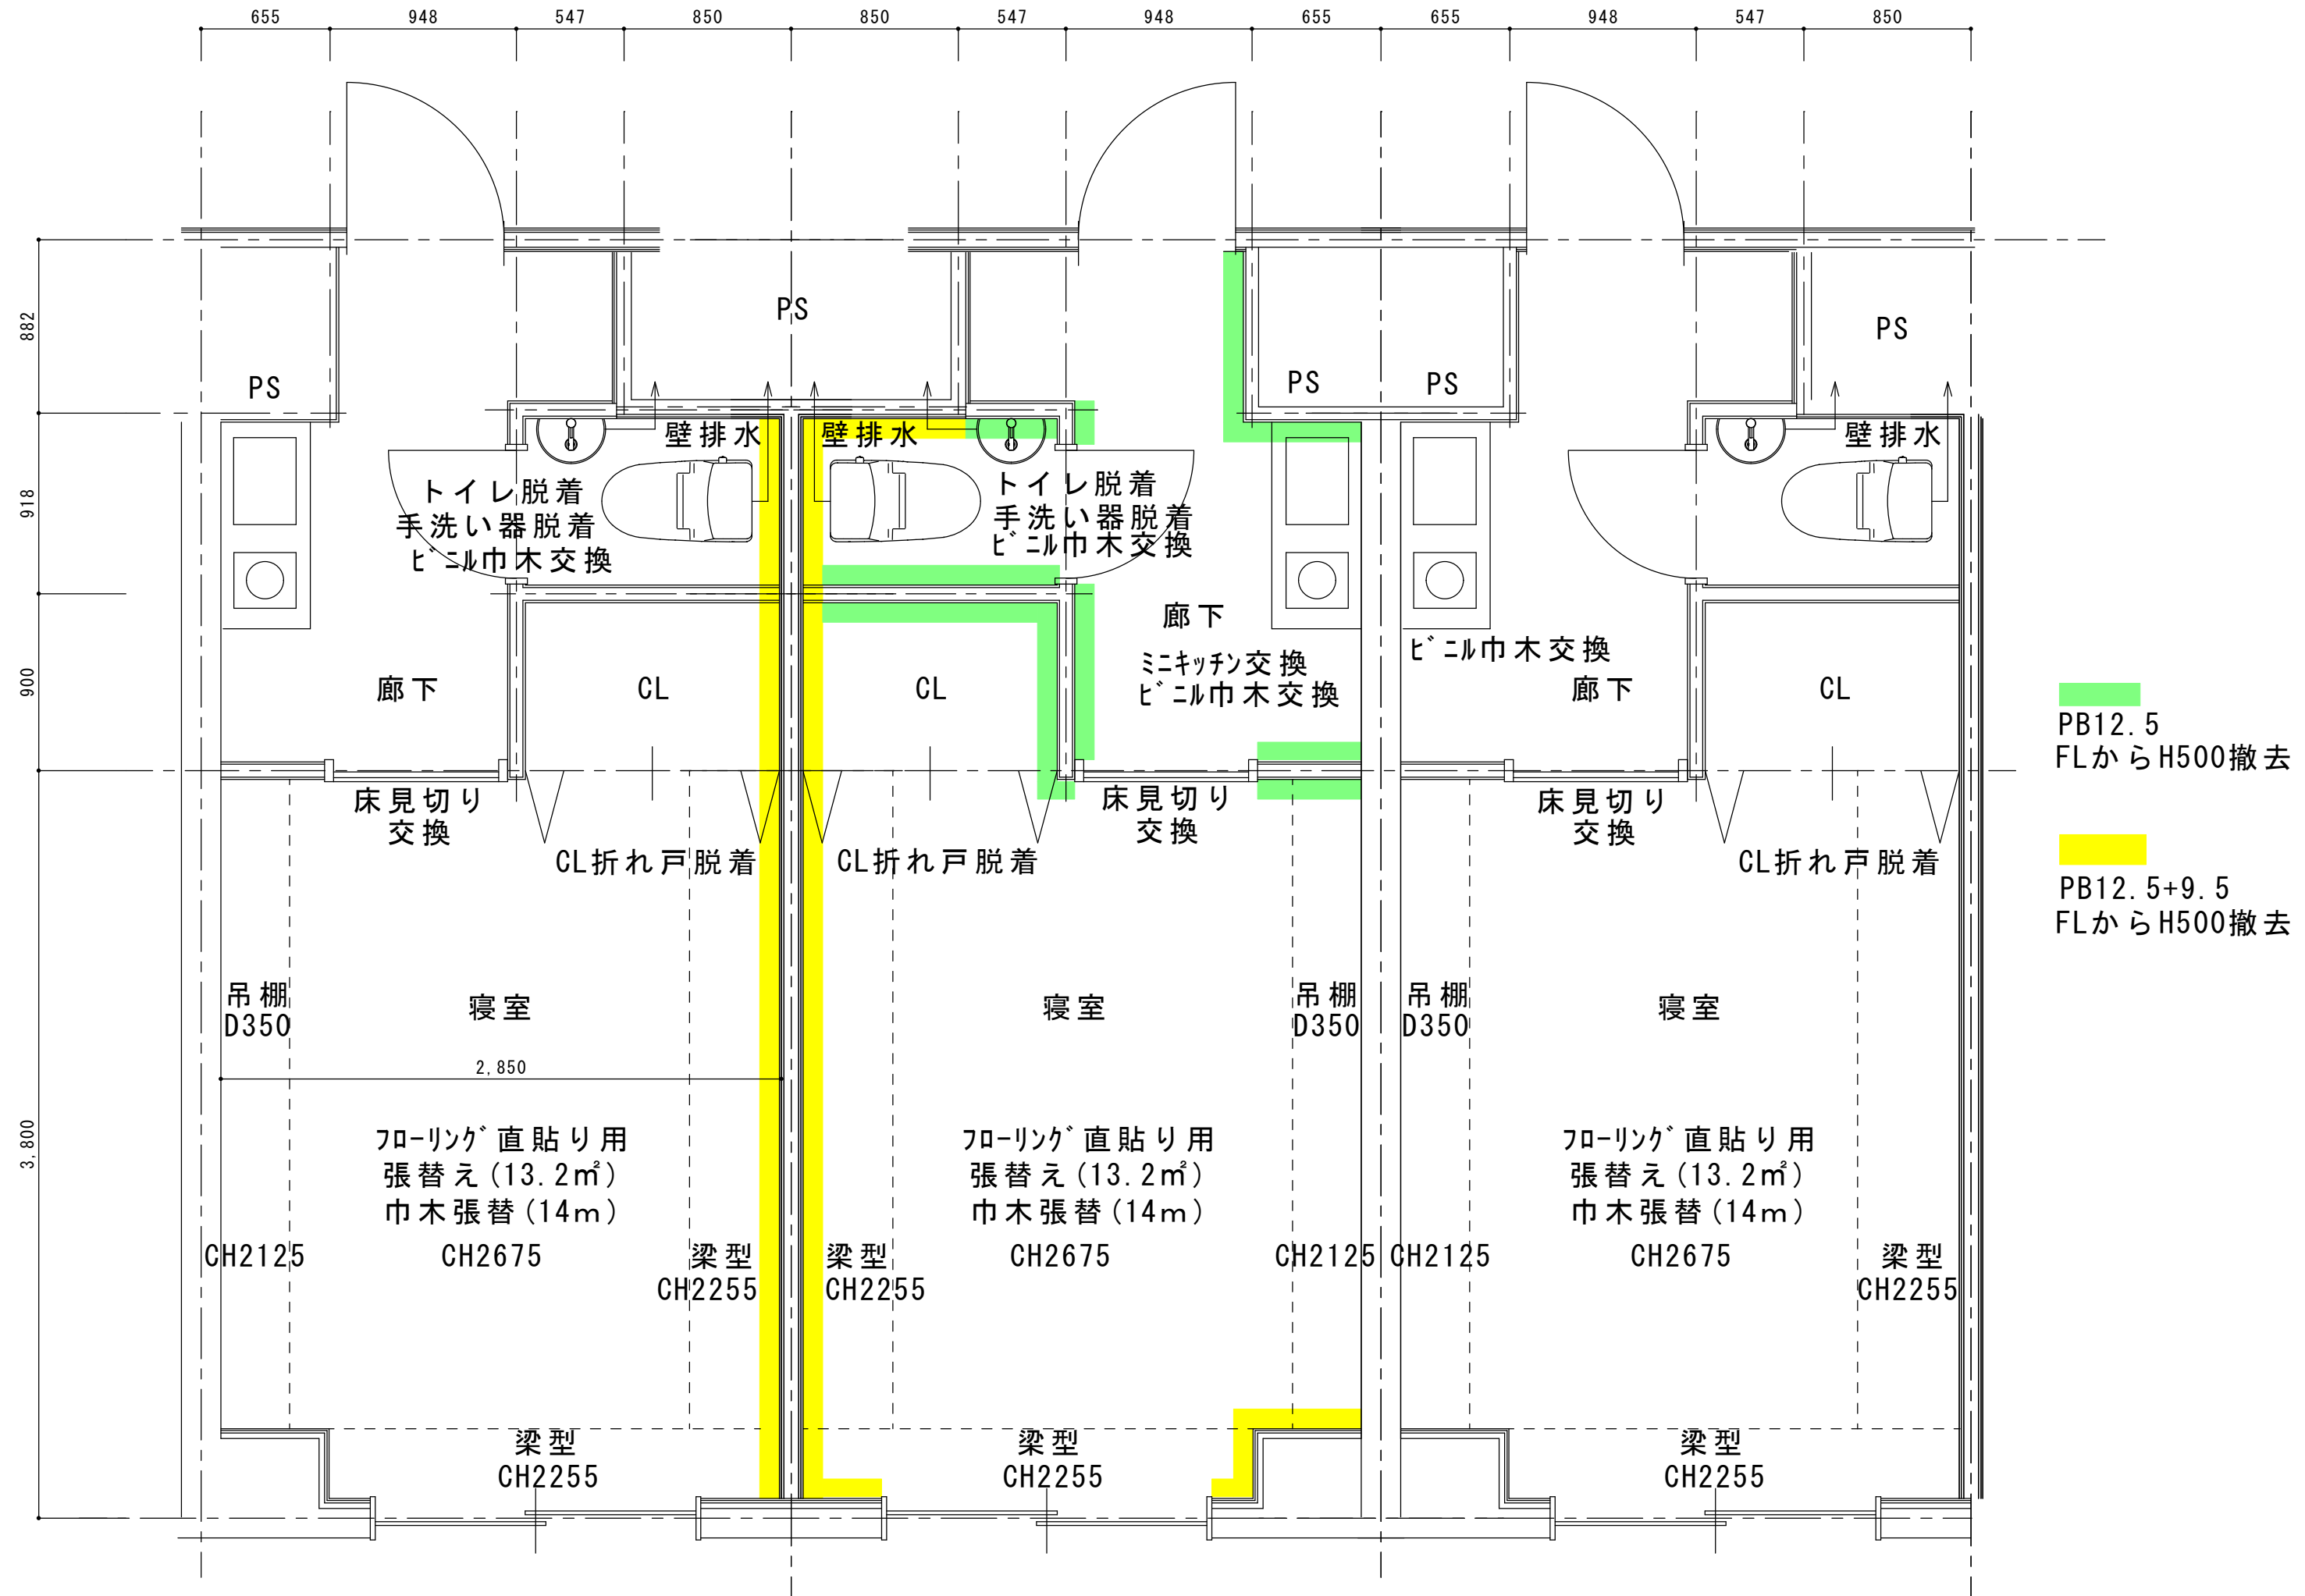 655 948 547 850 850 547 948 655 655 948 547 850
882
918
900
3,800
PS
PS
PS
PS
PS
壁排水
壁排水
壁排水
トイレ脱着
手洗い器脱着
ﾋﾞﾆﾙ巾木交換
トイレ脱着
手洗い器脱着
ﾋﾞﾆﾙ巾木交換
廊下
CL
CL
廊下
ﾐﾆｷｯﾁﾝ交換
ﾋﾞﾆﾙ巾木交換
ﾋﾞﾆﾙ巾木交換
廊下
CL
床見切り
交換
CL折れ戸脱着
CL折れ戸脱着
床見切り
交換
床見切り
交換
CL折れ戸脱着
PB12.5
FLからH500撤去
PB12.5+9.5
FLからH500撤去
吊棚
D350
寝室
寝室
吊棚
D350
吊棚
D350
寝室
2,850
ﾌﾛｰﾘﾝｸﾞ直貼り用
張替え(13.2㎡)
巾木張替(14m)
ﾌﾛｰﾘﾝｸﾞ直貼り用
張替え(13.2㎡)
巾木張替(14m)
ﾌﾛｰﾘﾝｸﾞ直貼り用
張替え(13.2㎡)
巾木張替(14m)
CH2125
CH2675
梁型
CH2255
梁型
CH2255
CH2675
CH2125
CH2125
CH2675
梁型
CH2255
梁型
CH2255
梁型
CH2255
梁型
CH2255